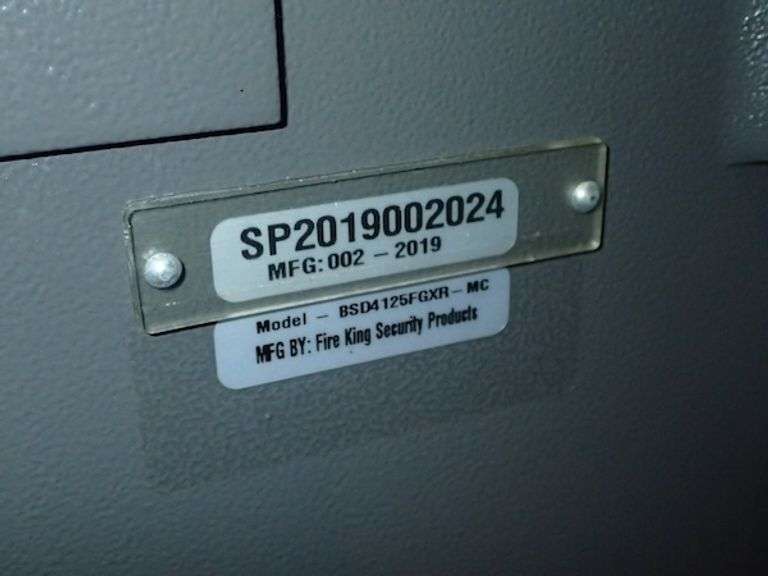 SP2019002024
MFG: 002 - 2019
Model - BSD4125FGXR-MC
MFG BY: Fire King Security Products